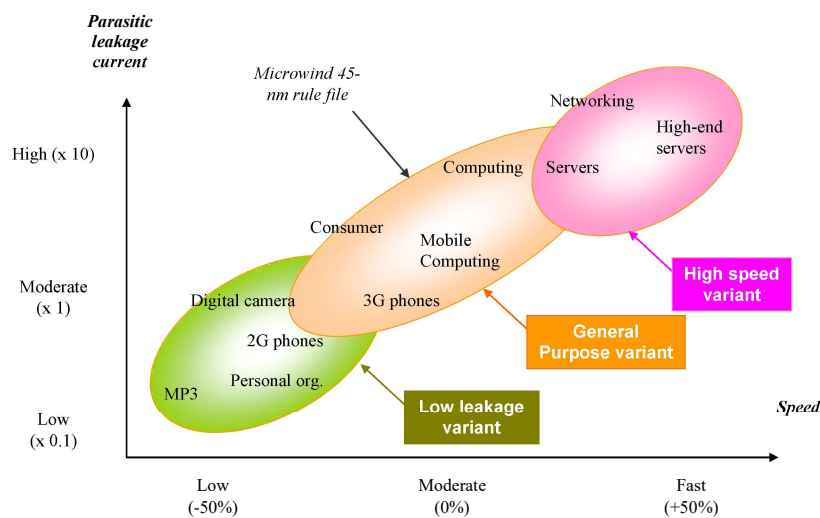 Parasitic
leakage
current
Microwind 45-
nm rule file
Networking
High-end
servers
High (x 10)
Computing
Servers
Consumer
Mobile
Computing
High speed
variant
Moderate
(x 1)
Digital camera
3G phones
General
Purpose variant
2G phones
Personal org.
MP3
Low leakage
variant
Speed
Low
(x 0.1)
Low
(-50%)
Moderate
(0%)
Fast
(+50%)